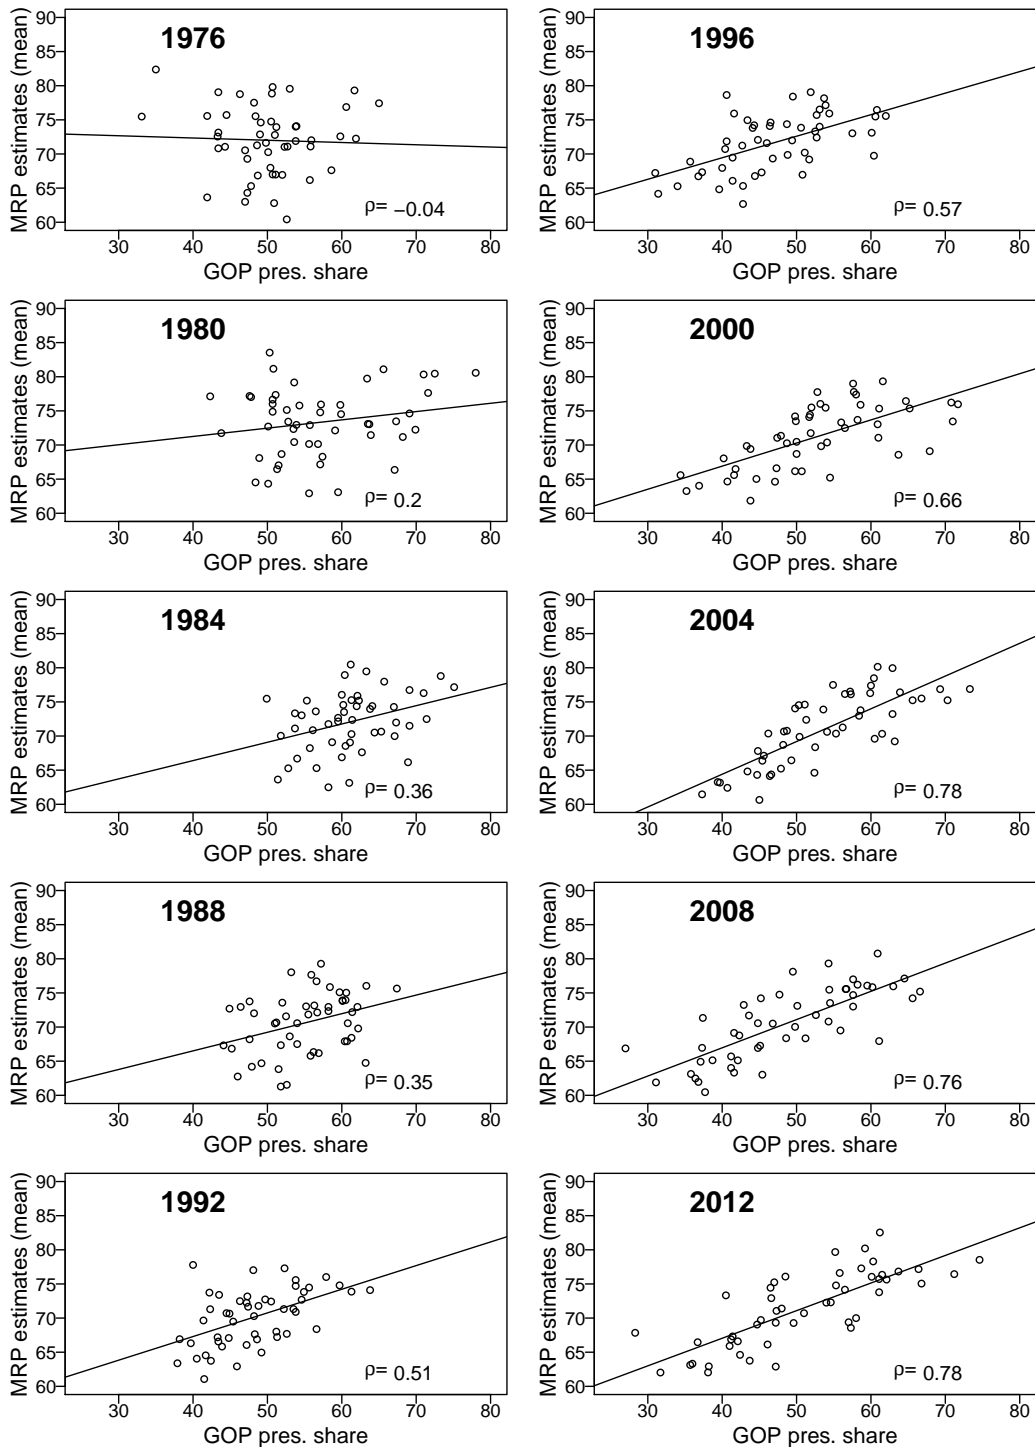 1976
MRP estimates (mean)
90
85
80
75
70
65
60
ρ= −0.04
30 40 50 60 70 80
GOP pres. share
1980
MRP estimates (mean)
90
85
80
75
70
65
60
ρ= 0.2
30 40 50 60 70 80
GOP pres. share
1984
MRP estimates (mean)
90
85
80
75
70
65
60
ρ= 0.36
30 40 50 60 70 80
GOP pres. share
1988
MRP estimates (mean)
90
85
80
75
70
65
60
ρ= 0.35
30 40 50 60 70 80
GOP pres. share
1992
MRP estimates (mean)
90
85
80
75
70
65
60
ρ= 0.51
30 40 50 60 70 80
GOP pres. share
1996
MRP estimates (mean)
90
85
80
75
70
65
60
ρ= 0.57
30 40 50 60 70 80
GOP pres. share
2000
MRP estimates (mean)
90
85
80
75
70
65
60
ρ= 0.66
30 40 50 60 70 80
GOP pres. share
2004
MRP estimates (mean)
90
85
80
75
70
65
60
ρ= 0.78
30 40 50 60 70 80
GOP pres. share
2008
MRP estimates (mean)
90
85
80
75
70
65
60
ρ= 0.76
30 40 50 60 70 80
GOP pres. share
2012
MRP estimates (mean)
90
85
80
75
70
65
60
ρ= 0.78
30 40 50 60 70 80
GOP pres. share